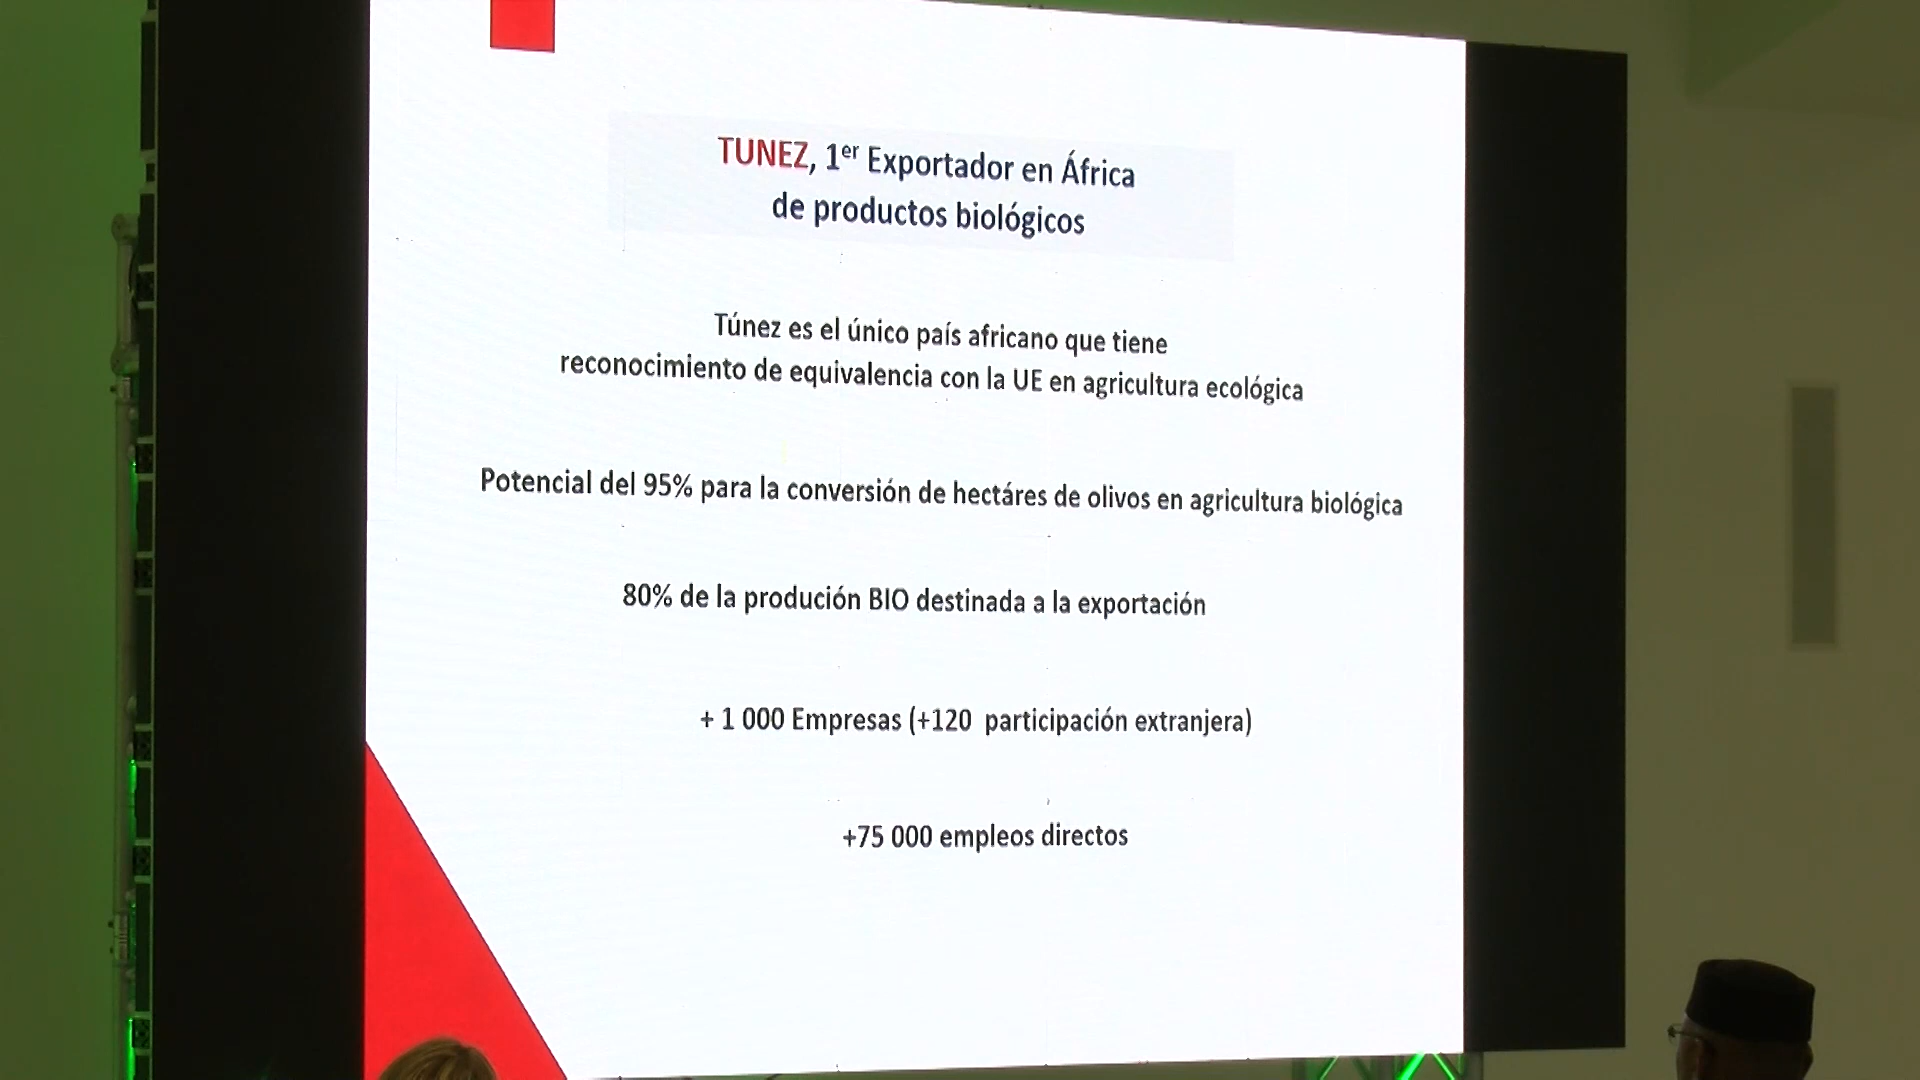 TUNEZ, 1er Exportador en África
de productos biológicos
Túnez es el único país africano que tiene
reconocimiento de equivalencia con la UE en agricultura ecológica
Potencial del 95% para la conversión de hectáres de olivos en agricultura biológica
80% de la produción BIO destinada a la exportación
+ 1 000 Empresas (+120 participación extranjera)
+75 000 empleos directos